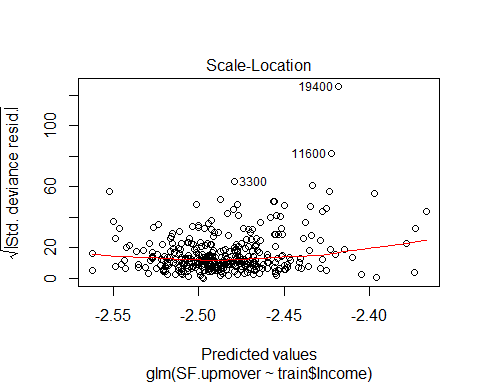 Scale-Location
√|Std. deviance resid.|
0
20
60
100
19400
11600
3300
-2.55
-2.50
-2.45
-2.40
Predicted values
glm(SF.upmover ~ train$Income)